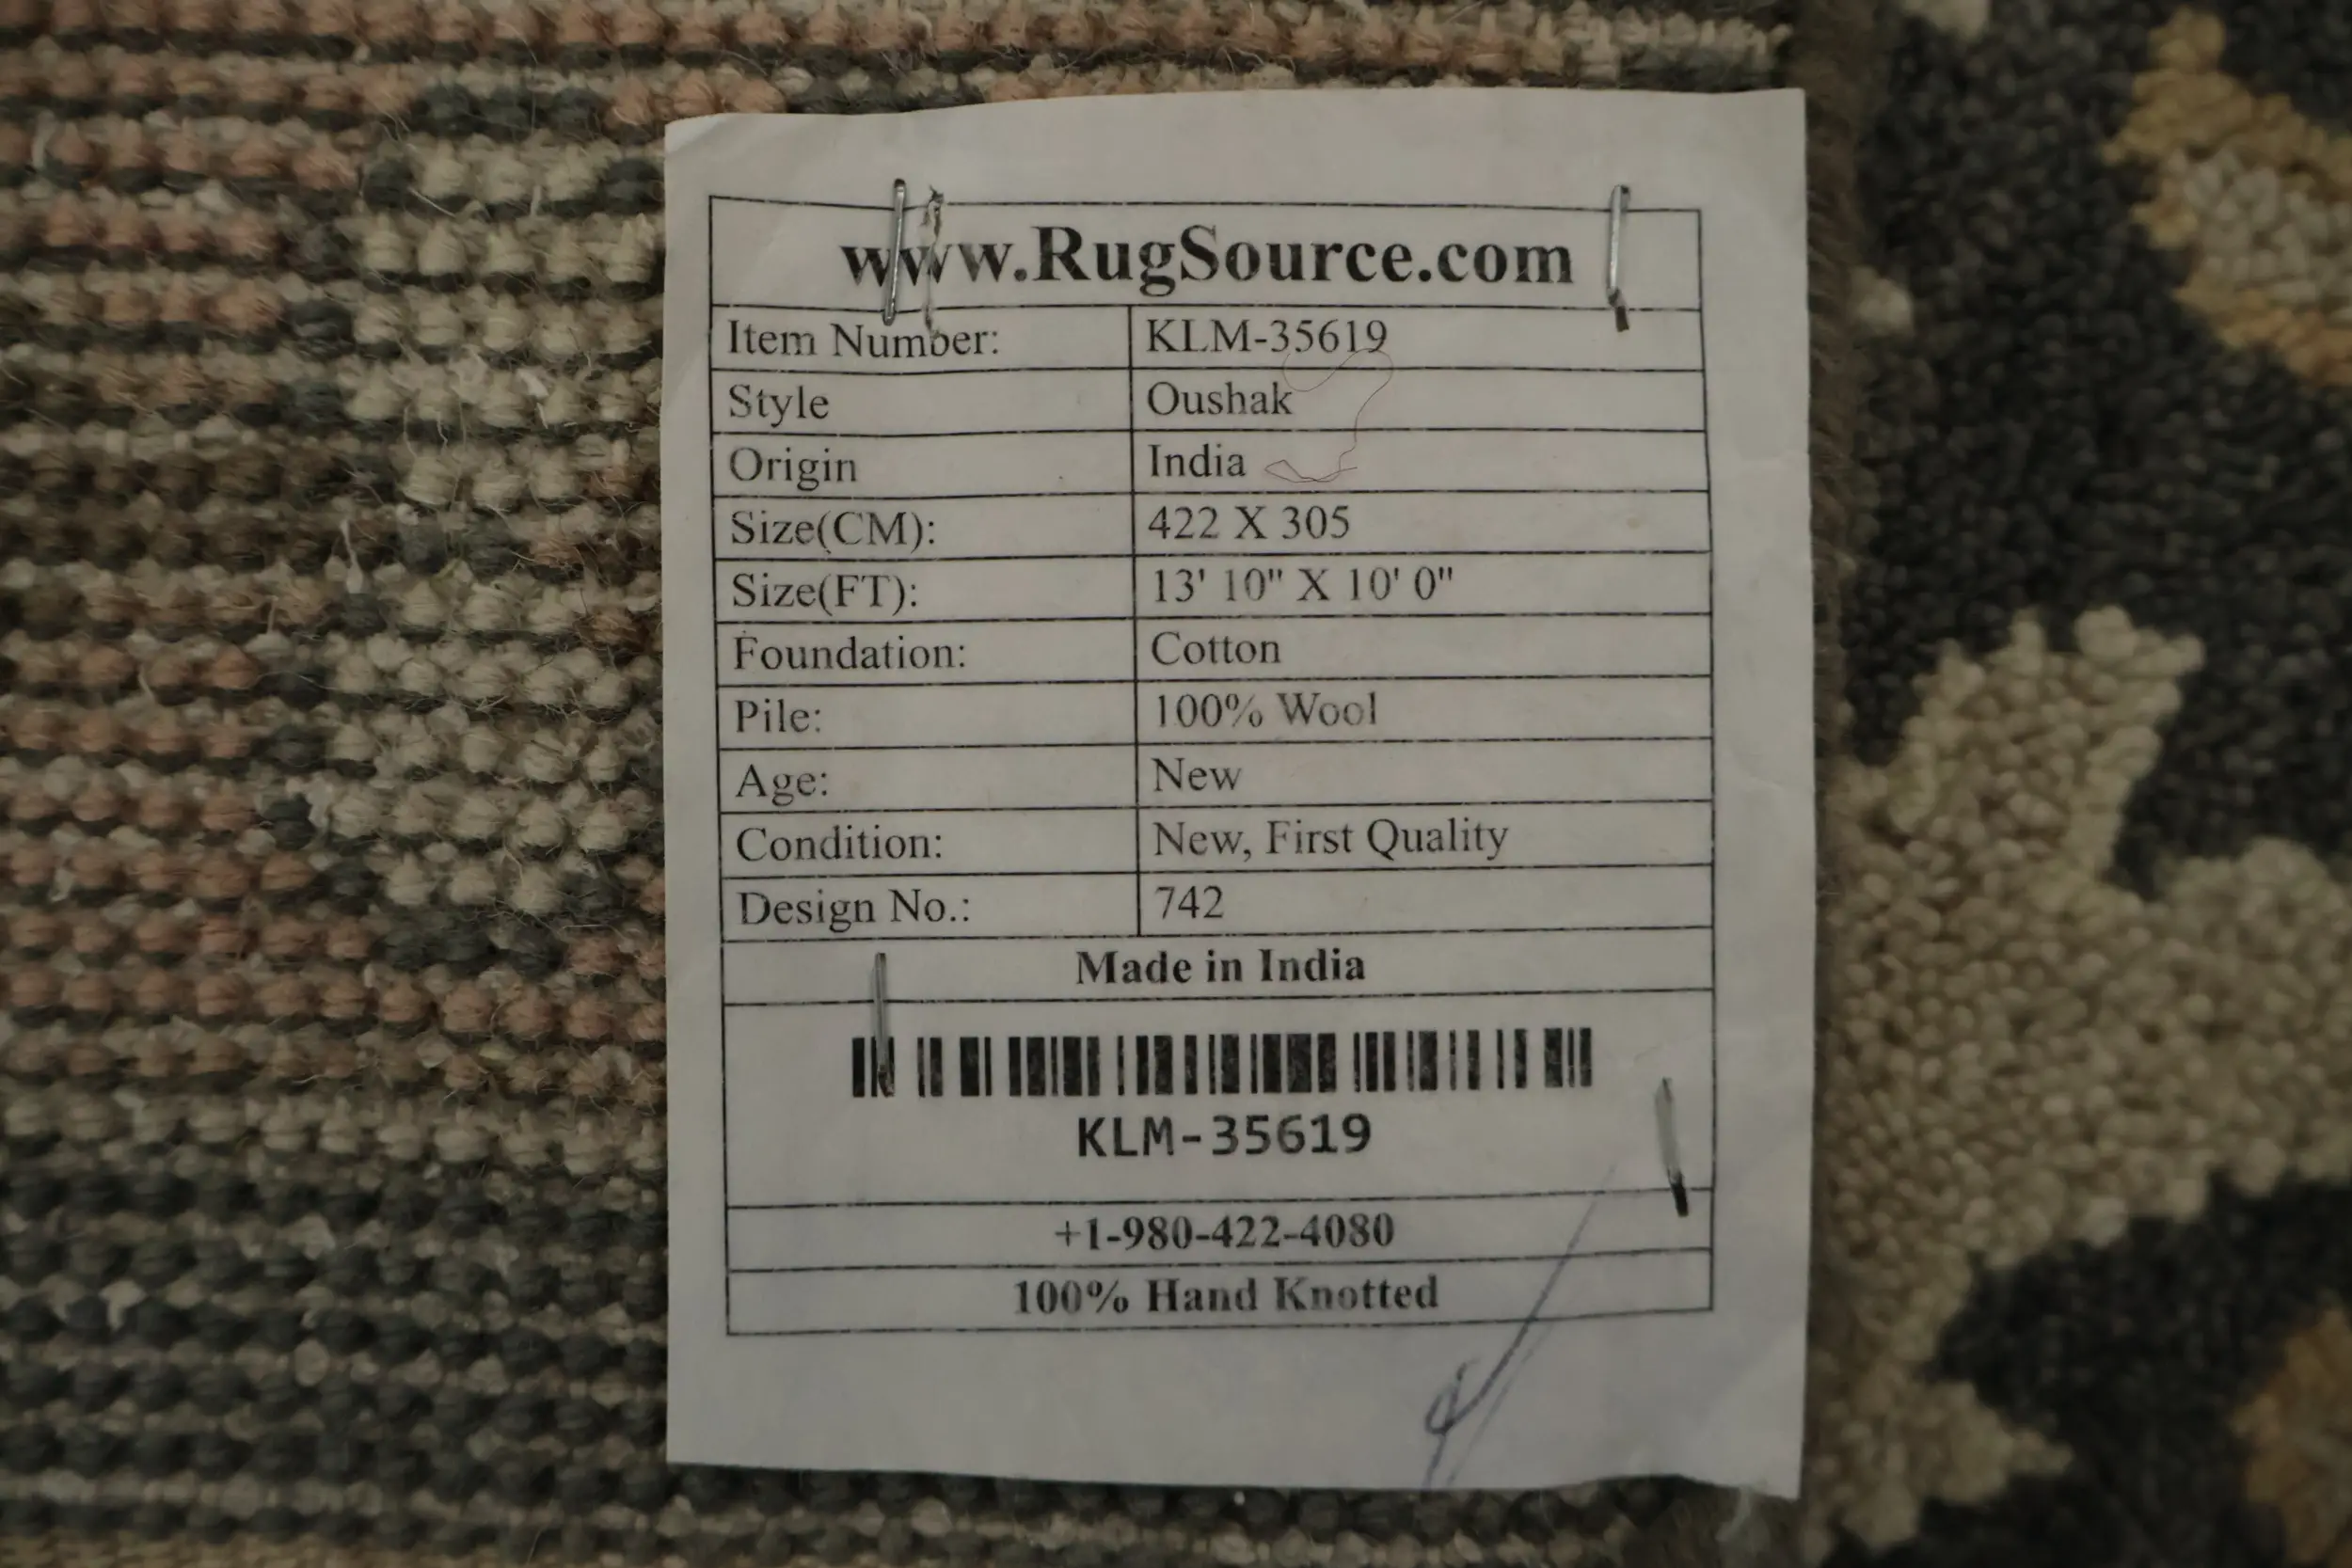 www.RugSource.com
Item Number: KLM-35619
Style Oushak
Origin India
Size(CM): 422 X 305
Size(FT): 13' 10" X 10' 0"
Foundation: Cotton
Pile: 100% Wool
Age: New
Condition: New, First Quality
Design No.: 742
Made in India
KLM-35619
+1-980-422-4080
100% Hand Knotted